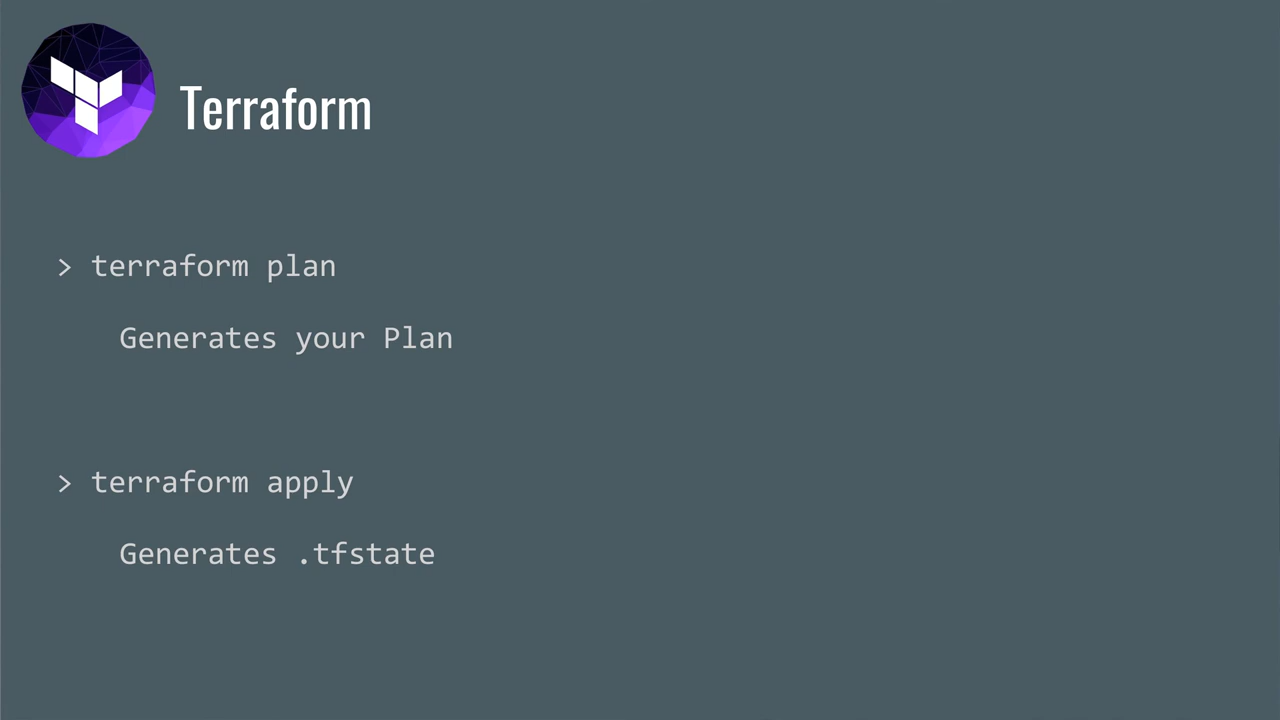 Terraform
> terraform plan
Generates your Plan
> terraform apply
Generates .tfstate